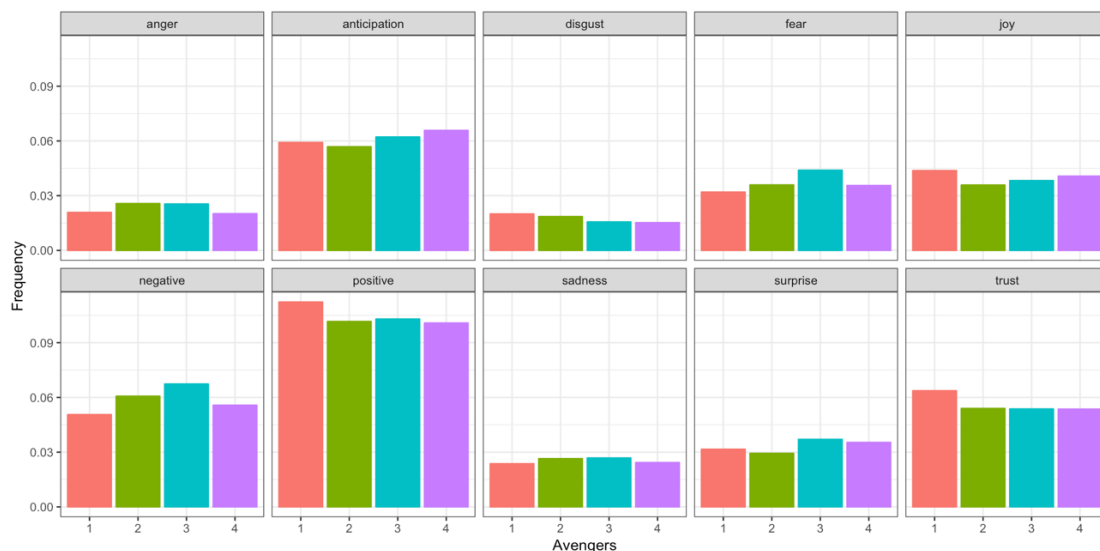 anger anticipation disgust fear joy
0.09
0.06
0.03
0.00
negative positive sadness surprise trust
0.09
0.06
0.03
0.00
1 2 3 4 1 2 3 4 1 2 3 4 1 2 3 4 1 2 3 4
Frequency
Avengers